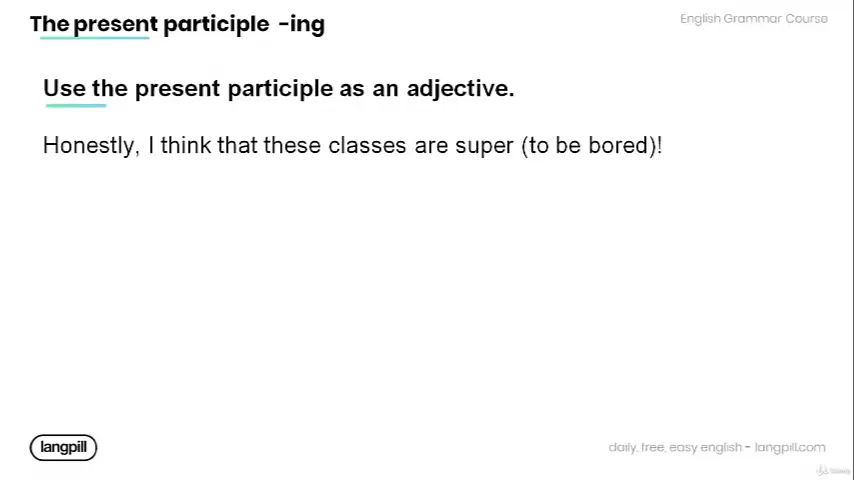 The present participle -ing
English Grammar Course
Use the present participle as an adjective.
Honestly, I think that these classes are super (to be bored)!
langpill
daily, free, easy english - langpill.com